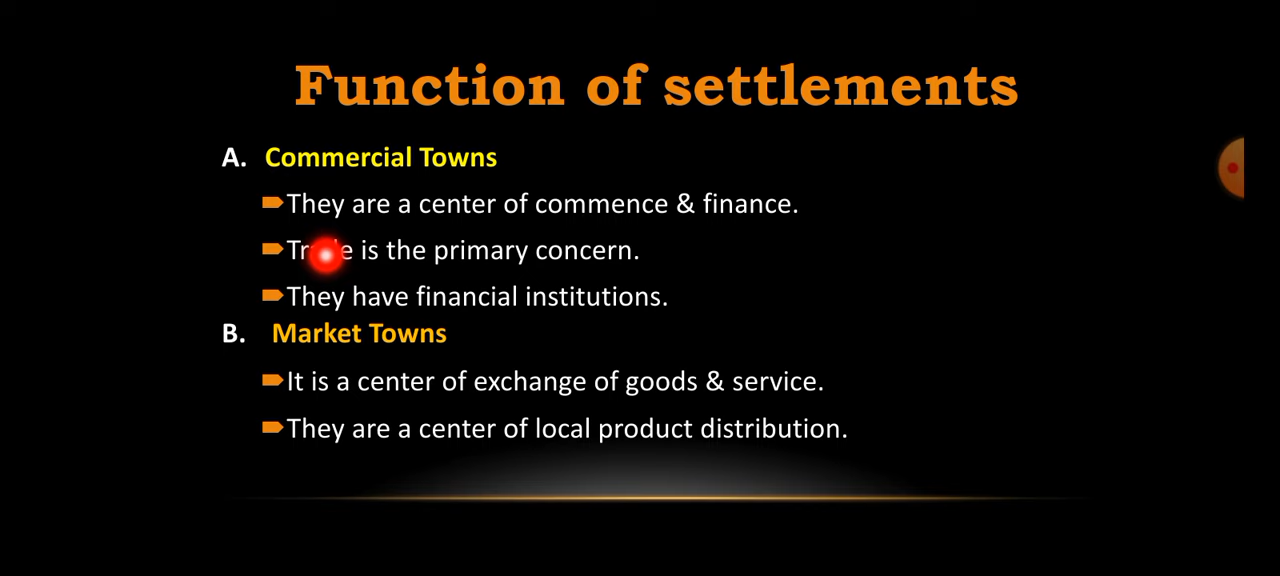 Function of settlements
A. Commercial Towns
They are a center of commence & finance.
Trade is the primary concern.
They have financial institutions.
B. Market Towns
It is a center of exchange of goods & service.
They are a center of local product distribution.